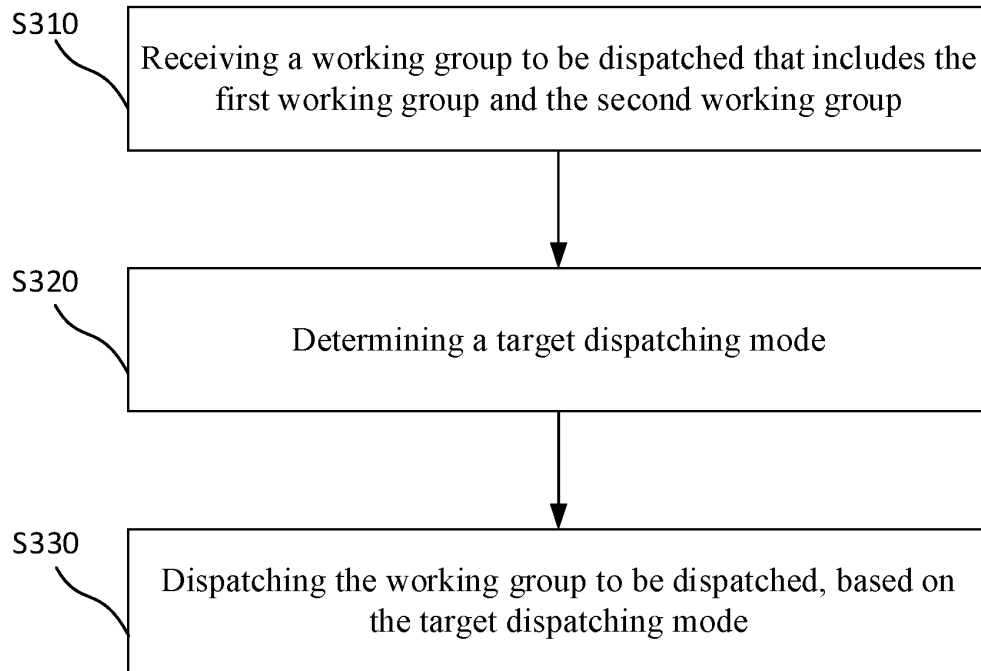 S310
Receiving a working group to be dispatched that includes the
first working group and the second working group
S320
Determining a target dispatching mode
S330
Dispatching the working group to be dispatched, based on
the target dispatching mode